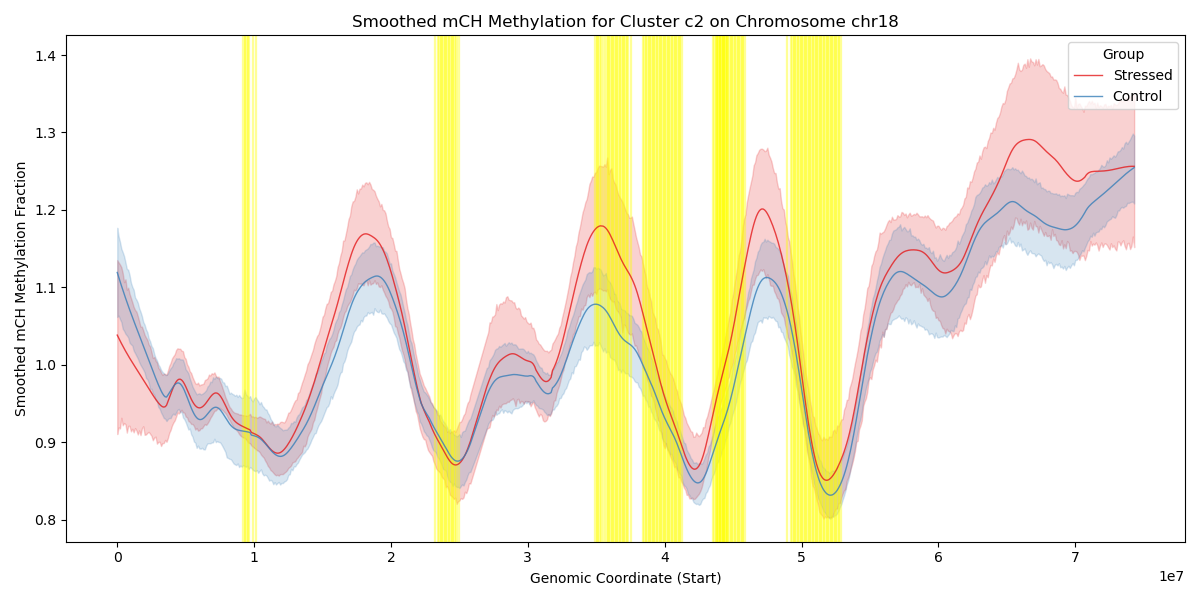 Smoothed mCH Methylation for Cluster c2 on Chromosome chr18
Group
Stressed
Control
Smoothed mCH Methylation Fraction
1.4
1.3
1.2
1.1
1.0
0.9
0.8
0 1 2 3 4 5 6 7
1e7
Genomic Coordinate (Start)